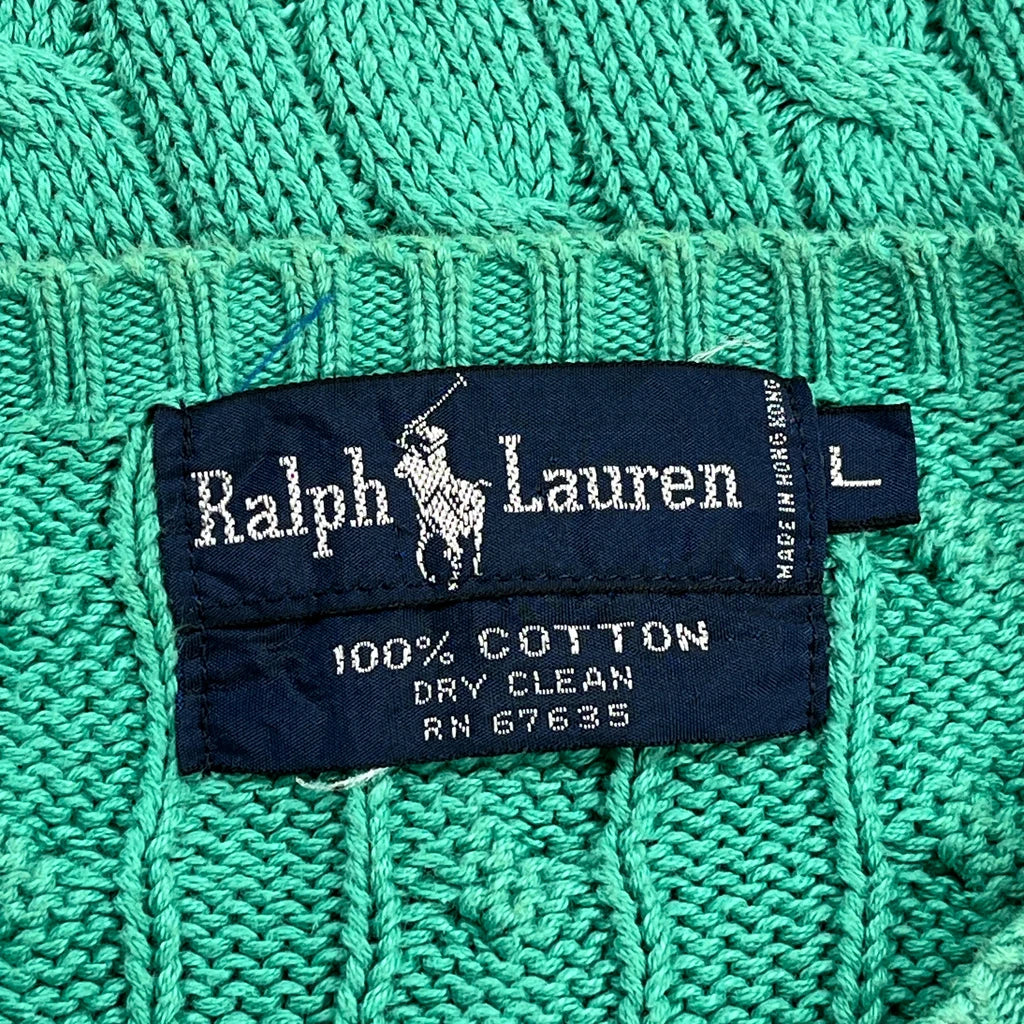 Ralph Lauren
MADE IN HONG KONG
L
100% COTTON
DRY CLEAN
RN 67635